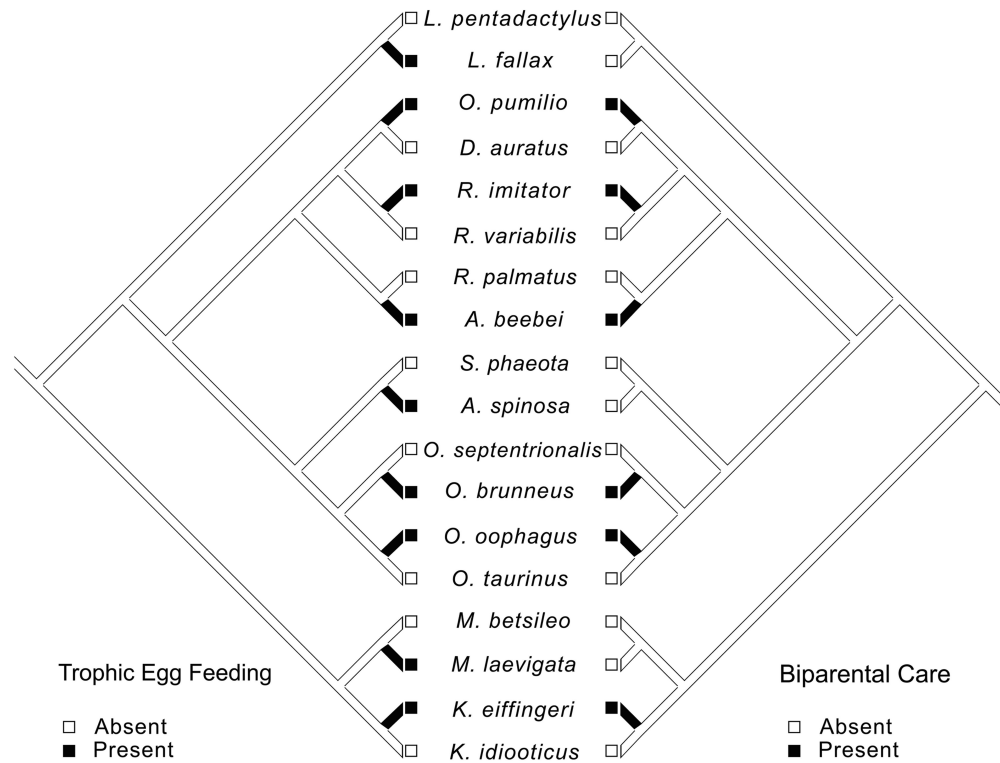 L. pentadactylus
L. fallax
O. pumilio
D. auratus
R. imitator
R. variabilis
R. palmatus
A. beebei
S. phaeota
A. spinosa
O. septentrionalis
O. brunneus
O. oophagus
O. taurinus
M. betsileo
M. laevigata
K. eiffingeri
K. idiooticus
Trophic Egg Feeding
Absent
Present
Biparental Care
Absent
Present